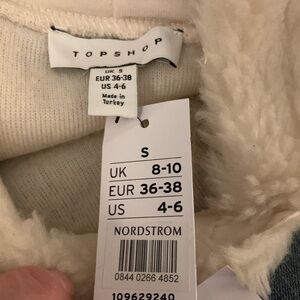 TOPSHOP
UK S
EUR 36-38
US 4-6
Made in
Turkey
S
UK 8-10
EUR 36-38
US 4-6
NORDSTROM
0844 0266 4852
109629240